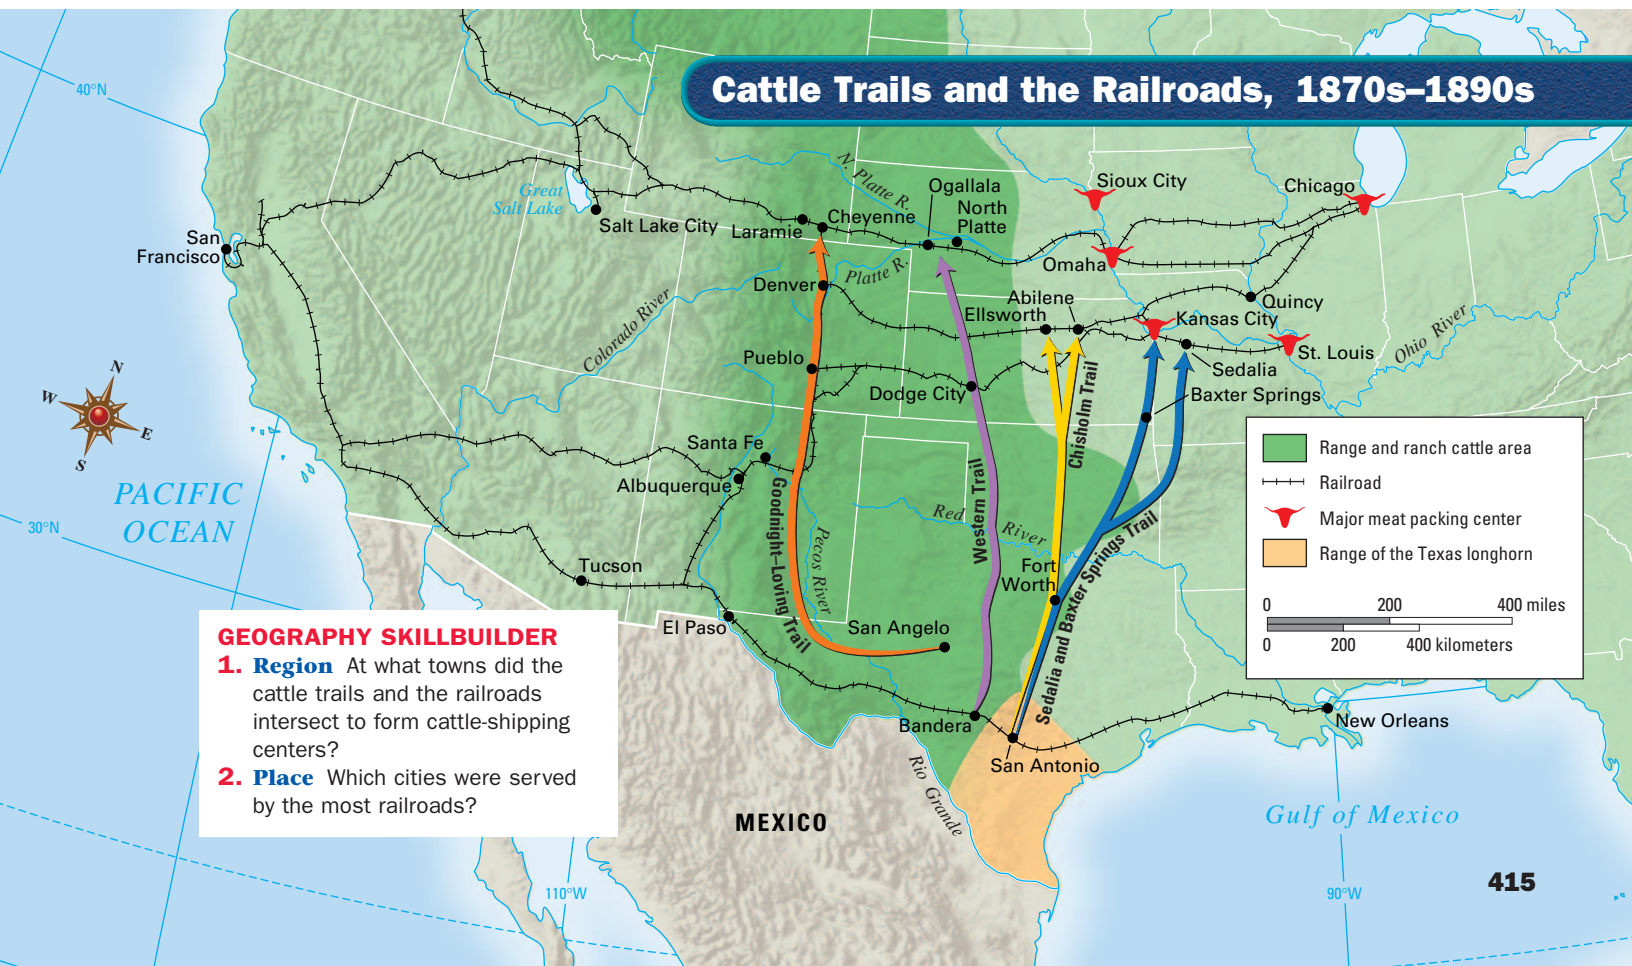 Cattle Trails and the Railroads, 1870s–1890s
40°N
30°N
110°W
90°W
N
W
E
S
PACIFIC
OCEAN
Great
Salt Lake
San
Francisco
Salt Lake City
Laramie
Cheyenne
N. Platte R.
Ogallala
North
Platte
Platte R.
Sioux City
Chicago
Omaha
Denver
Colorado River
Abilene
Ellsworth
Quincy
Kansas City
St. Louis
Ohio River
Sedalia
Baxter Springs
Pueblo
Dodge City
Chisholm Trail
Santa Fe
Albuquerque
Goodnight–Loving Trail
Pecos River
Western Trail
Red
River
Fort
Worth
Sedalia and Baxter Springs Trail
Tucson
El Paso
San Angelo
Bandera
San Antonio
New Orleans
Rio Grande
MEXICO
Gulf of Mexico
Range and ranch cattle area
Railroad
Major meat packing center
Range of the Texas longhorn
0 200 400 miles
0 200 400 kilometers
GEOGRAPHY SKILLBUILDER
1. Region At what towns did the
cattle trails and the railroads
intersect to form cattle-shipping
centers?
2. Place Which cities were served
by the most railroads?
415